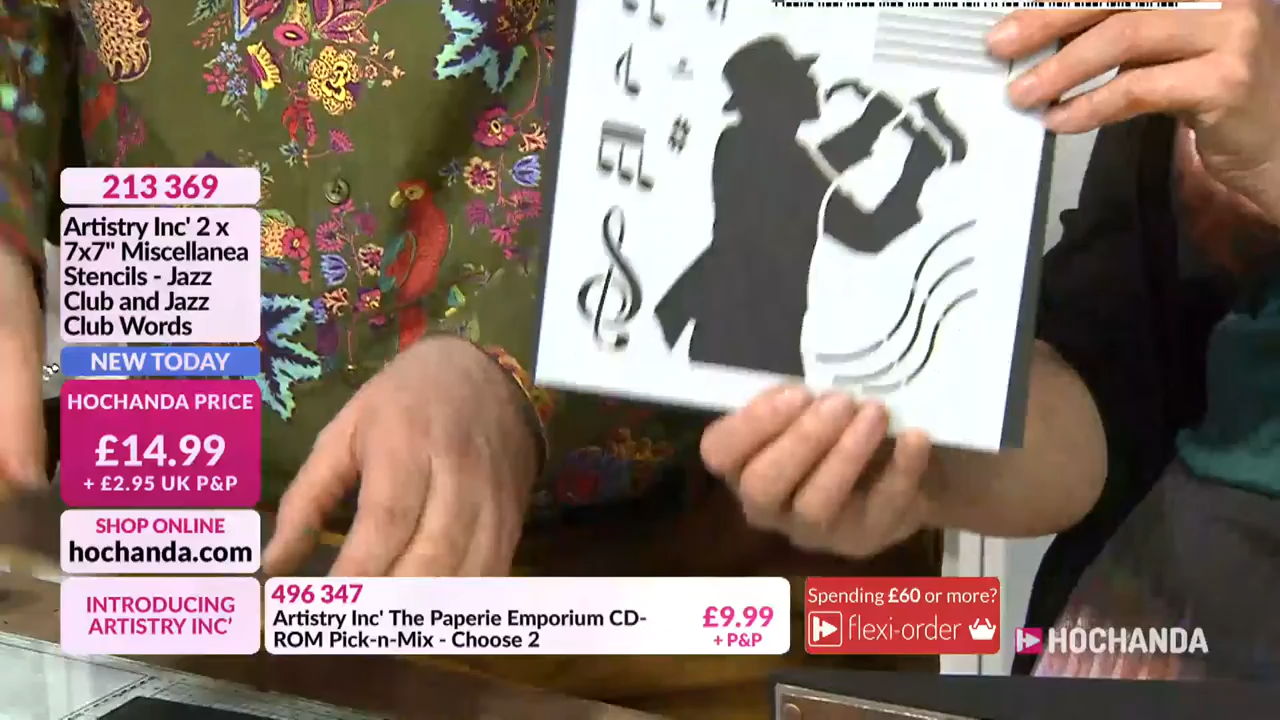 213 369
Artistry Inc' 2 x
7x7" Miscellanea
Stencils - Jazz
Club and Jazz
Club Words
NEW TODAY
HOCHANDA PRICE
£14.99
+ £2.95 UK P&P
SHOP ONLINE
hochanda.com
INTRODUCING
ARTISTRY INC'
496 347
Artistry Inc' The Paperie Emporium CD-
ROM Pick-n-Mix - Choose 2
£9.99
+ P&P
Spending £60 or more?
flexi-order
HOCHANDA